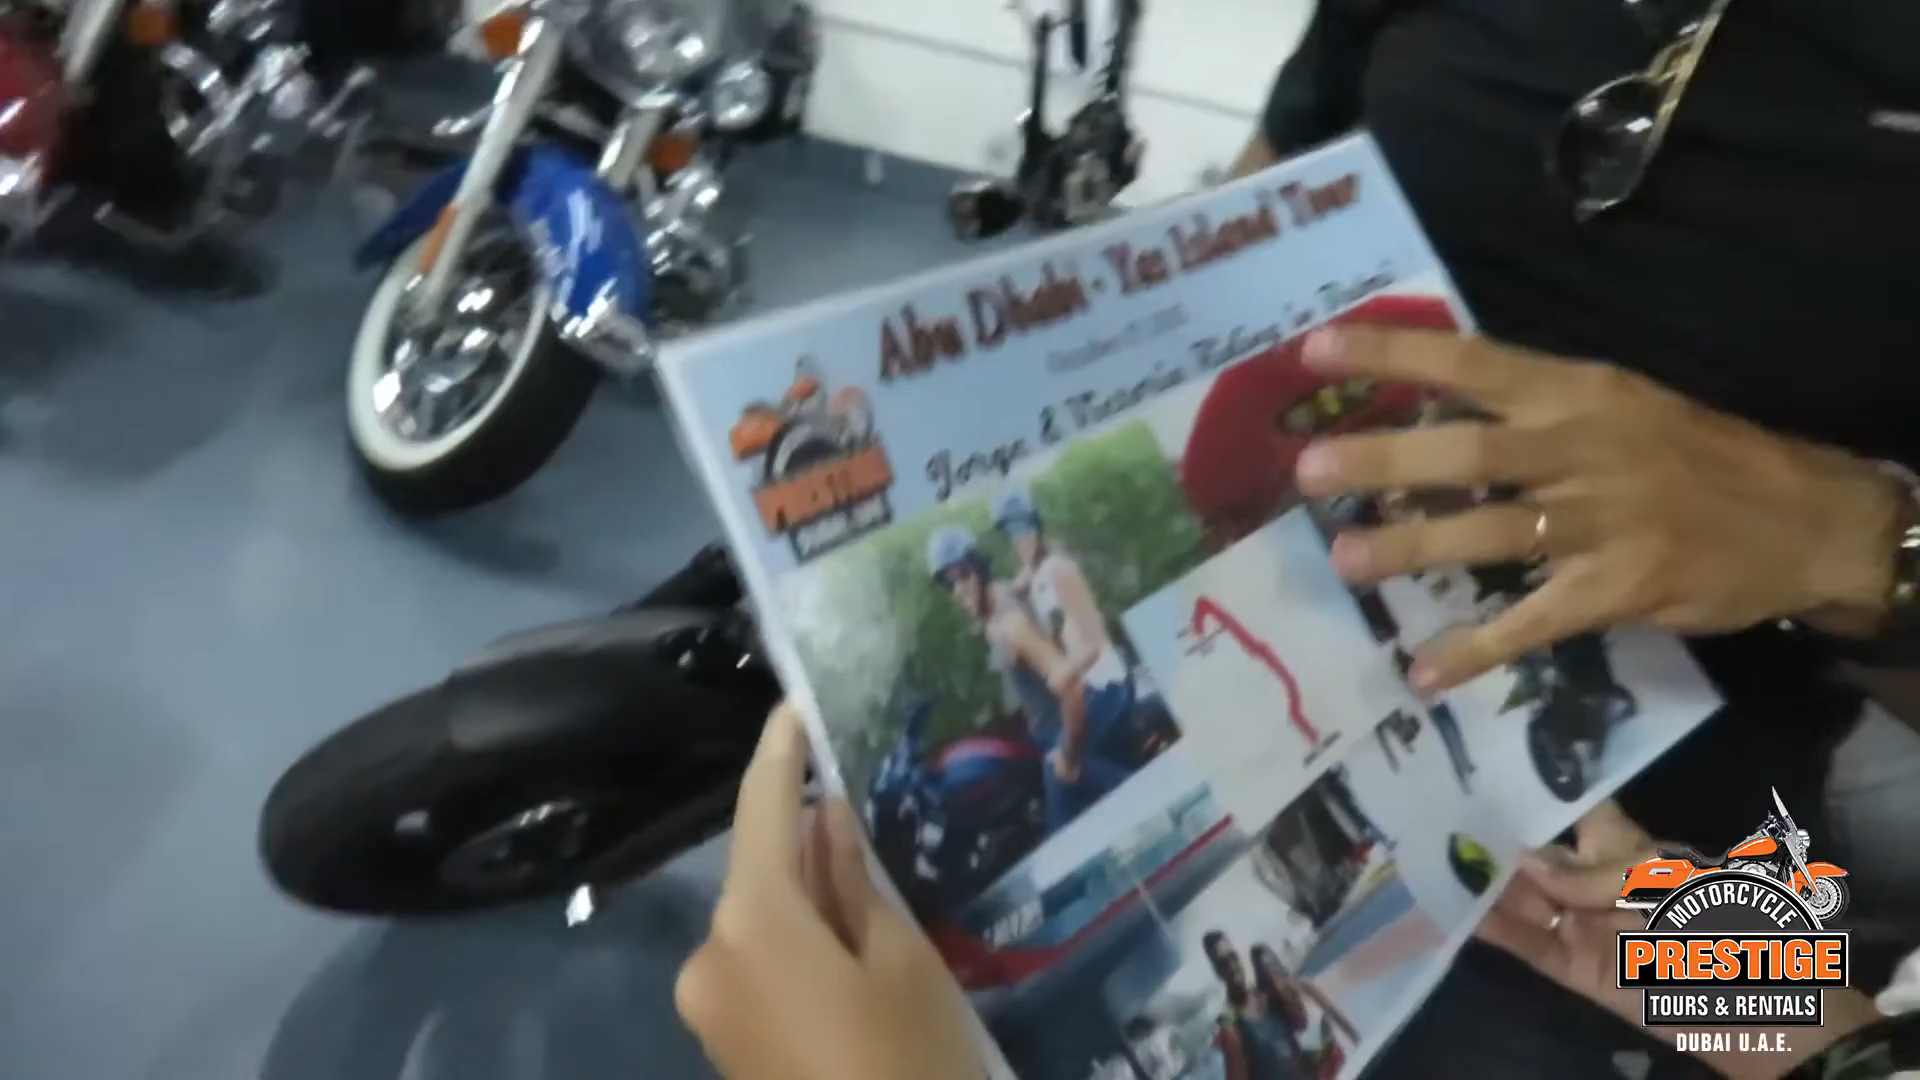 Abu Dhabi - Yas Island Tour
Jorge & Victoria Riding in Dubai
MOTORCYCLE
PRESTIGE
TOURS & RENTALS
DUBAI U.A.E.